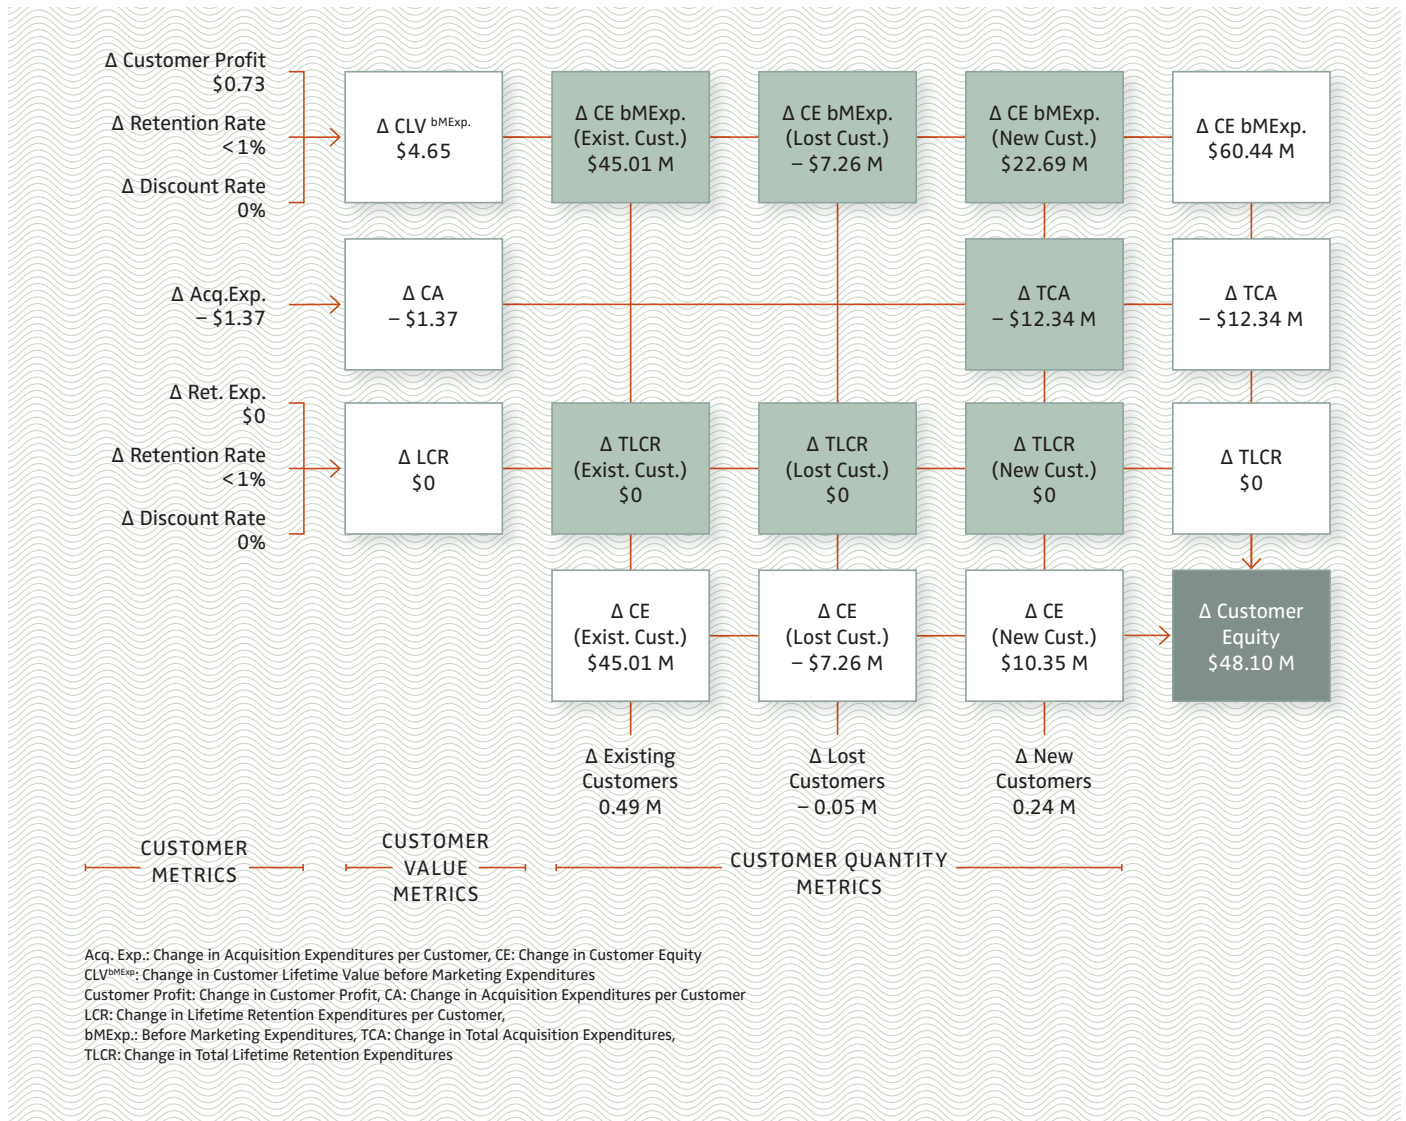 Δ Customer Profit
$0.73
Δ Retention Rate
<1%
Δ Discount Rate
0%
Δ CLV bMExp.
$4.65
Δ CE bMExp.
(Exist. Cust.)
$45.01 M
Δ CE bMExp.
(Lost Cust.)
– $7.26 M
Δ CE bMExp.
(New Cust.)
$22.69 M
Δ CE bMExp.
$60.44 M
Δ Acq.Exp.
– $1.37
Δ CA
– $1.37
Δ TCA
– $12.34 M
Δ TCA
– $12.34 M
Δ Ret. Exp.
$0
Δ Retention Rate
<1%
Δ Discount Rate
0%
Δ LCR
$0
Δ TLCR
(Exist. Cust.)
$0
Δ TLCR
(Lost Cust.)
$0
Δ TLCR
(New Cust.)
$0
Δ TLCR
$0
Δ CE
(Exist. Cust.)
$45.01 M
Δ CE
(Lost Cust.)
– $7.26 M
Δ CE
(New Cust.)
$10.35 M
Δ Customer
Equity
$48.10 M
Δ Existing
Customers
0.49 M
Δ Lost
Customers
– 0.05 M
Δ New
Customers
0.24 M
CUSTOMER
METRICS
CUSTOMER
VALUE
METRICS
CUSTOMER QUANTITY
METRICS
Acq. Exp.: Change in Acquisition Expenditures per Customer, CE: Change in Customer Equity
CLVbMExp: Change in Customer Lifetime Value before Marketing Expenditures
Customer Profit: Change in Customer Profit, CA: Change in Acquisition Expenditures per Customer
LCR: Change in Lifetime Retention Expenditures per Customer,
bMExp.: Before Marketing Expenditures, TCA: Change in Total Acquisition Expenditures,
TLCR: Change in Total Lifetime Retention Expenditures